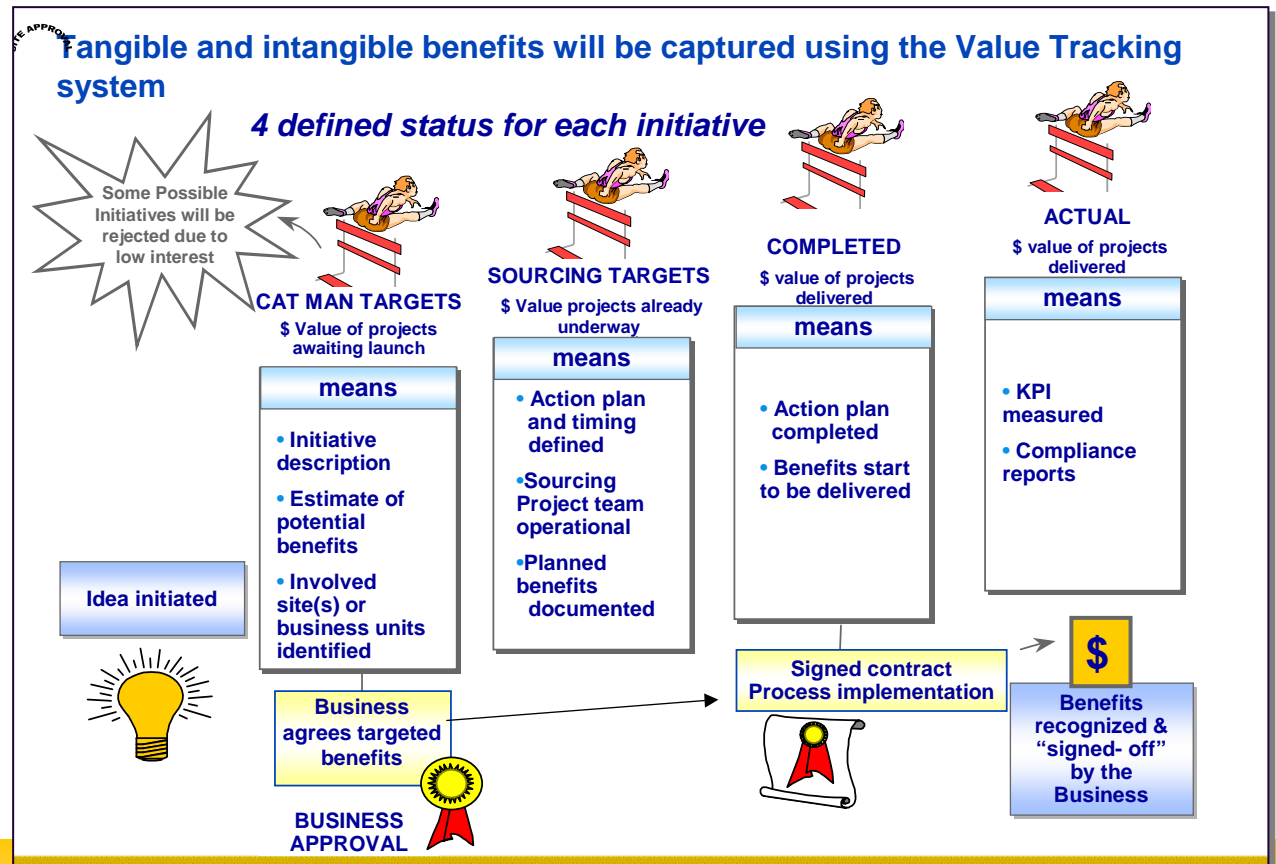 Tangible and intangible benefits will be captured using the Value Tracking
system
4 defined status for each initiative
Some Possible
Initiatives will be
rejected due to
low interest
CAT MAN TARGETS
$ Value of projects
awaiting launch
means
• Initiative
description
• Estimate of
potential
benefits
• Involved
site(s) or
business units
identified
SOURCING TARGETS
$ Value projects already
underway
means
• Action plan
and timing
defined
•Sourcing
Project team
operational
•Planned
benefits
documented
COMPLETED
$ value of projects
delivered
means
• Action plan
completed
• Benefits start
to be delivered
ACTUAL
$ value of projects
delivered
means
• KPI
measured
• Compliance
reports
Idea initiated
Business
agrees targeted
benefits
BUSINESS
APPROVAL
Signed contract
Process implementation
$
Benefits
recognized &
“signed- off”
by the
Business